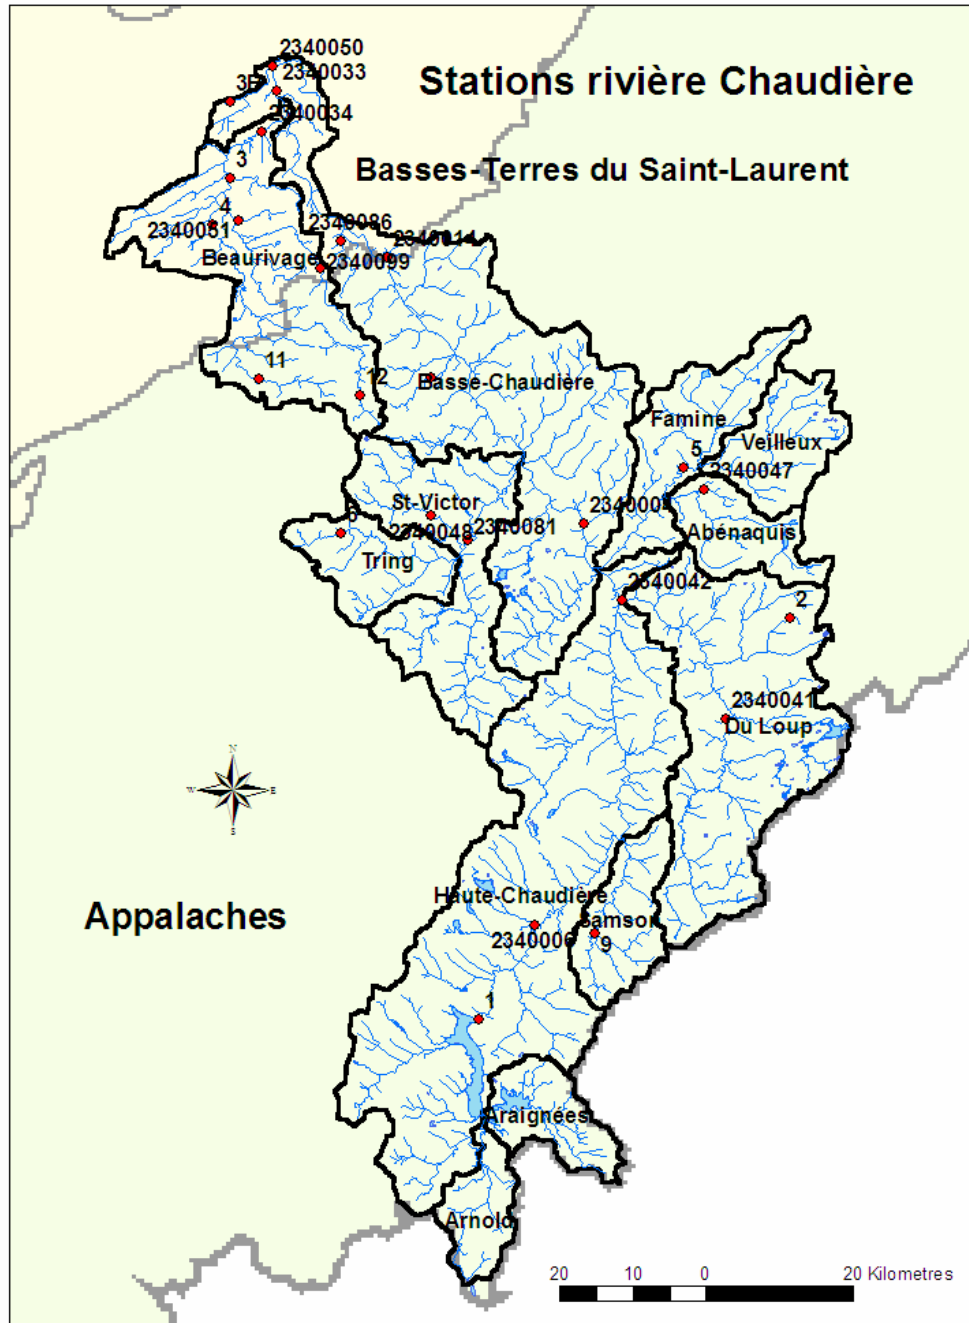 2340050
2340033
Stations rivière Chaudière
2340034
Basses-Terres du Saint-Laurent
3
4
2340051
2340086
2340014
Beaurivage
2340099
11
12
Basse-Chaudière
Famine
Veilleux
5
2340047
St-Victor
6
2340048
2340081
Abénaquis
Tring
2340042
2
2340041
Du Loup
N
W
E
S
Appalaches
Haute-Chaudière
Samson
2340006
9
1
Araignées
Arnold
20
10
0
20 Kilometres